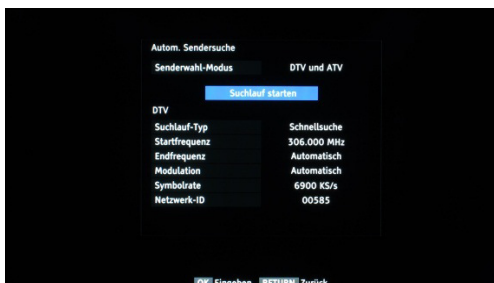 Autom. Sendersuche
Senderwahl-Modus DTV und ATV
Suchlauf starten
DTV
Suchlauf-Typ Schnellsuche
Startfrequenz 306.000 MHz
Endfrequenz Automatisch
Modulation Automatisch
Symbolrate 6900 KS/s
Netzwerk-ID 00585
OK Eingeben RETURN Zurück